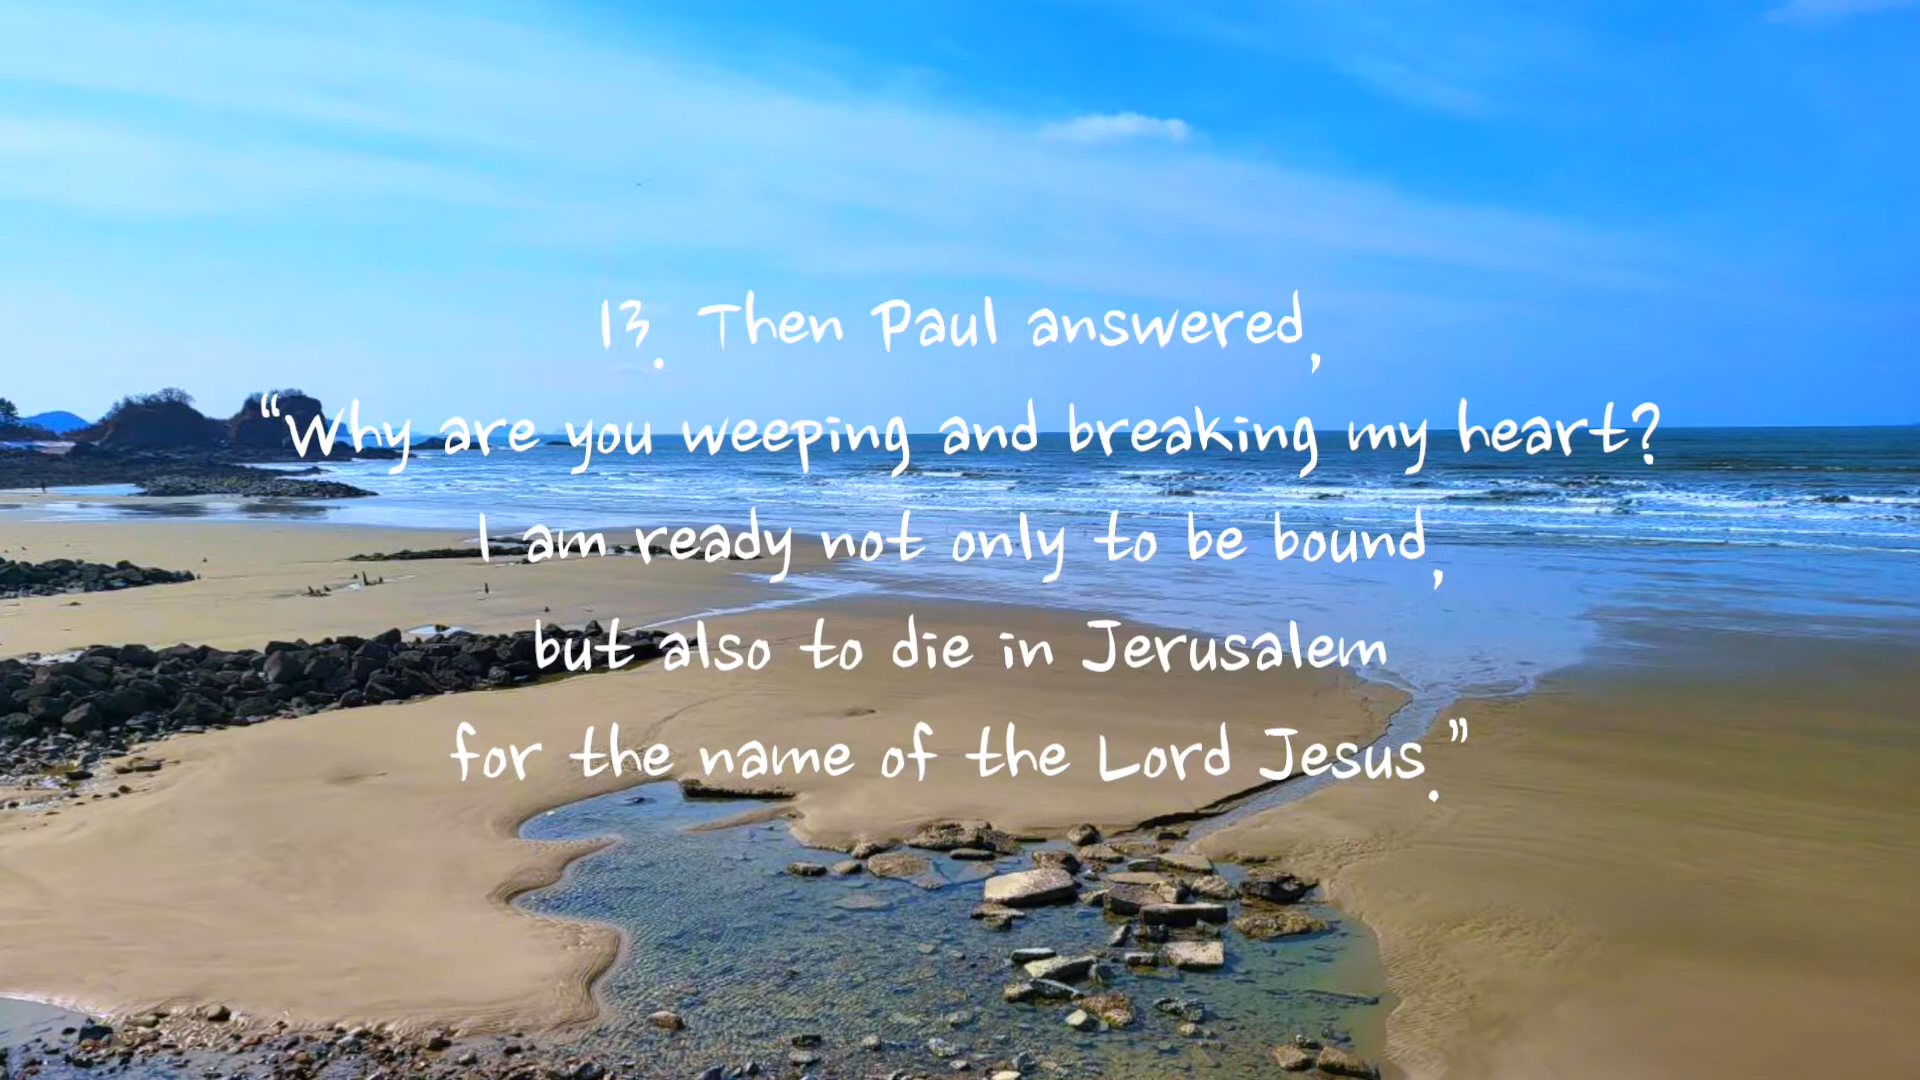 13. Then Paul answered,
“Why are you weeping and breaking my heart?
I am ready not only to be bound,
but also to die in Jerusalem
for the name of the Lord Jesus.”